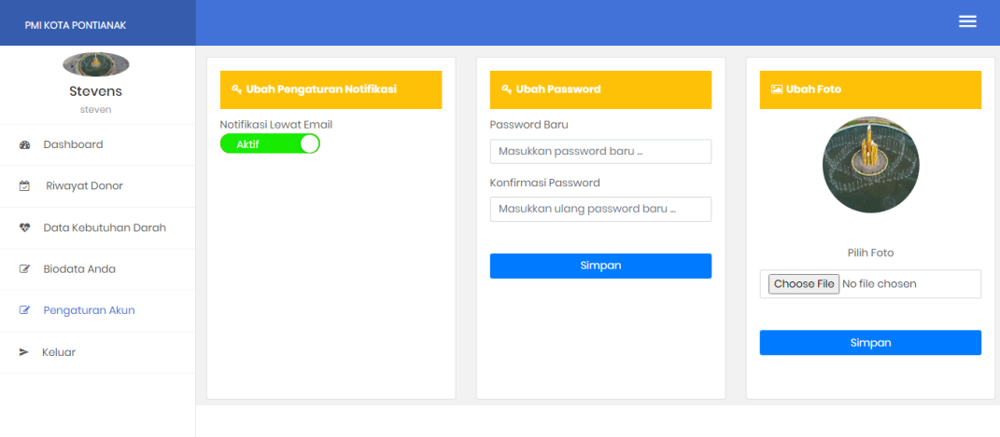 PMI KOTA PONTIANAK
Stevens
steven
Dashboard
Riwayat Donor
Data Kebutuhan Darah
Biodata Anda
Pengaturan Akun
Keluar
Ubah Pengaturan Notifikasi
Notifikasi Lewat Email
Aktif
Ubah Password
Password Baru
Masukkan password baru ...
Konfirmasi Password
Masukkan ulang password baru ...
Simpan
Ubah Foto
Pilih Foto
Choose File No file chosen
Simpan